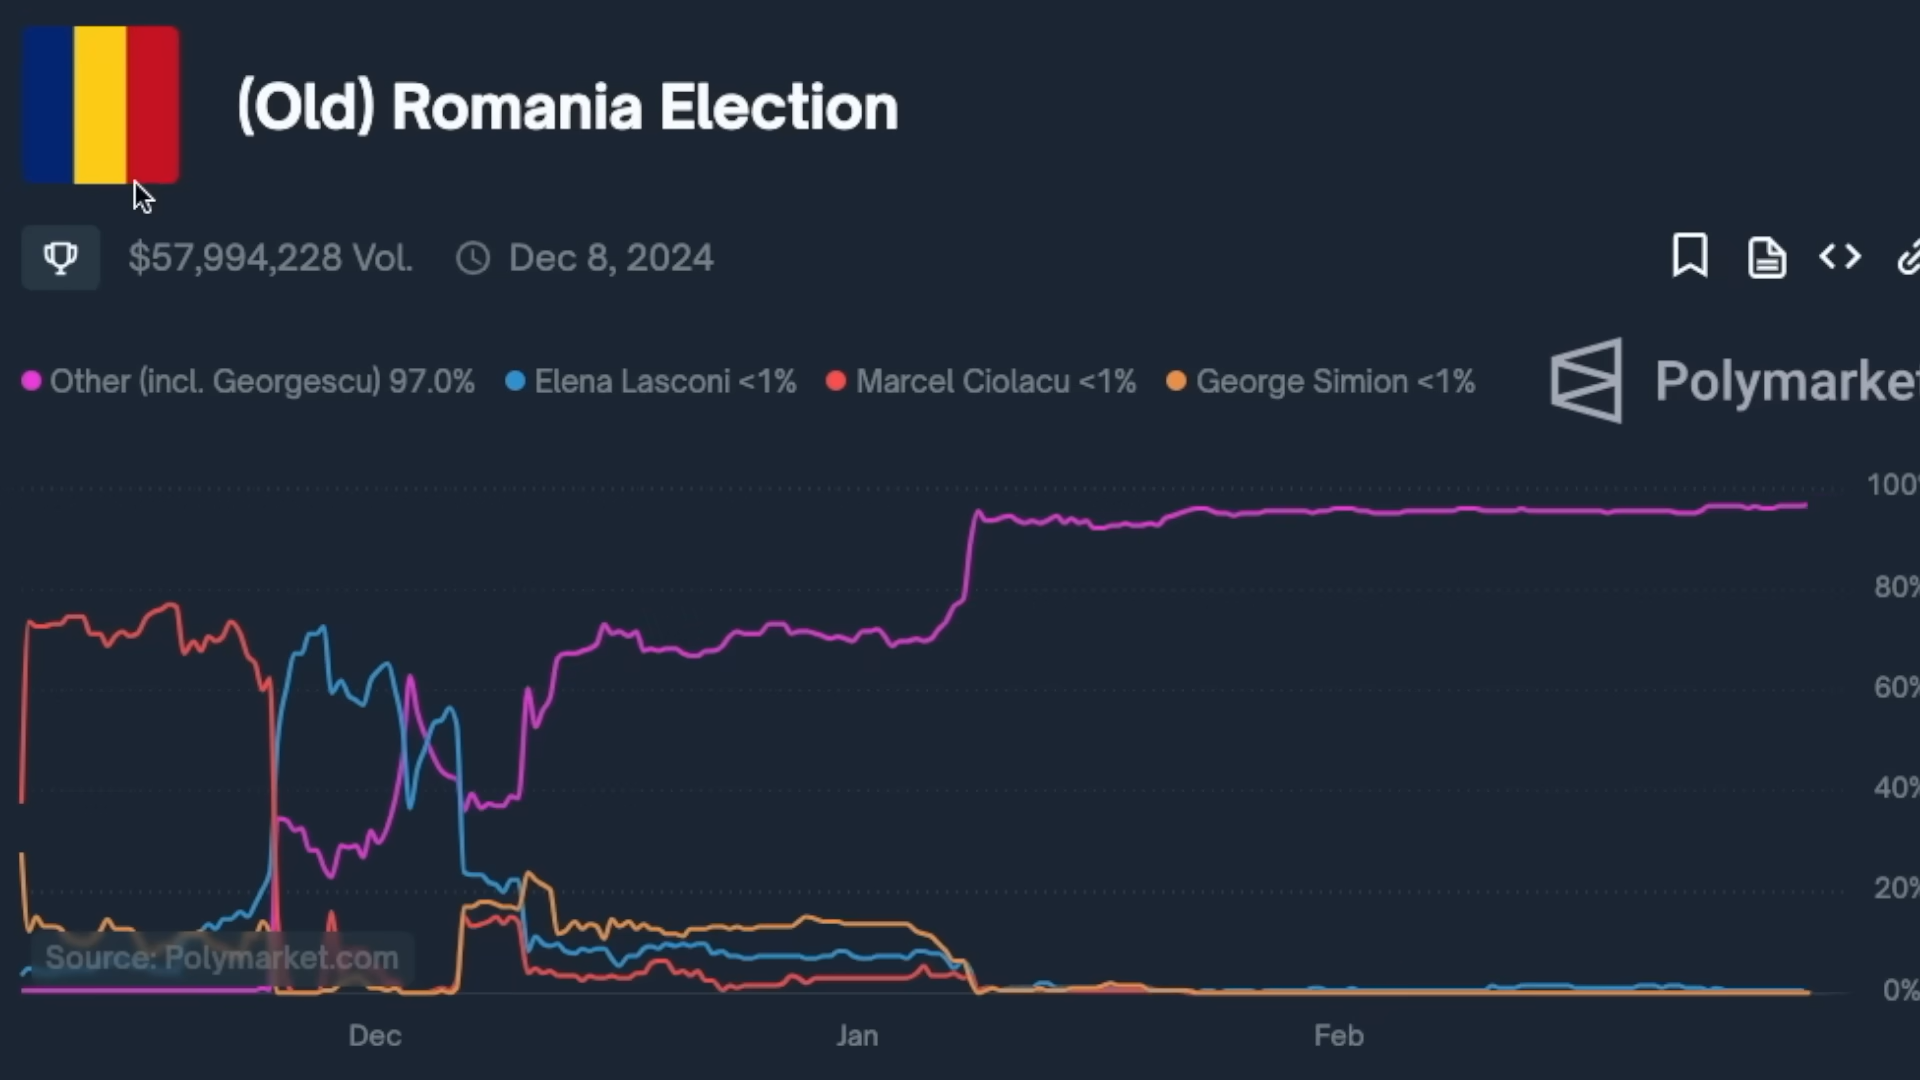 (Old) Romania Election
$57,994,228 Vol. Dec 8, 2024
Other (incl. Georgescu) 97.0% Elena Lasconi <1% Marcel Ciolacu <1% George Simion <1% Polymarket
100%
80%
60%
40%
20%
Source: Polymarket.com
0%
Dec Jan Feb